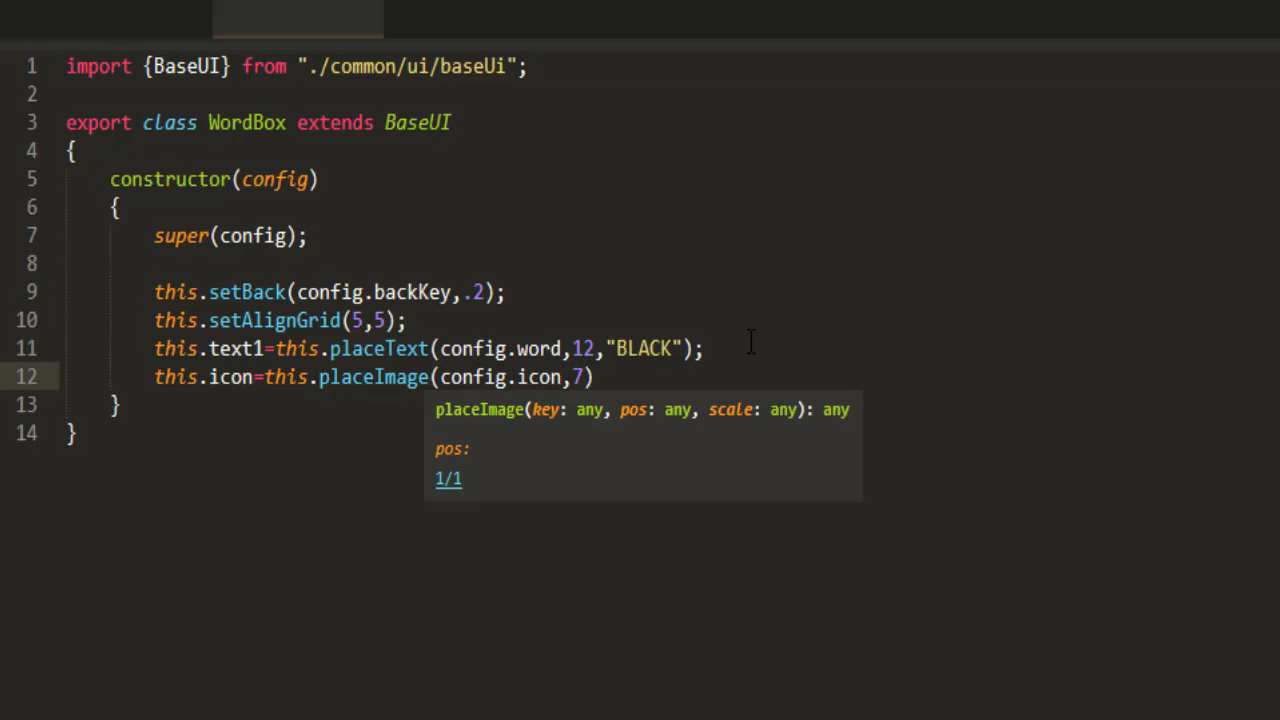 1 import {BaseUI} from "./common/ui/baseUi";
2
3 export class WordBox extends BaseUI
4 {
5 constructor(config)
6 {
7 super(config);
8
9 this.setBack(config.backKey,.2);
10 this.setAlignGrid(5,5);
11 this.text1=this.placeText(config.word,12,"BLACK");
12 this.icon=this.placeImage(config.icon,7)
13 }
placeImage(key: any, pos: any, scale: any): any
14 }
pos:
1/1